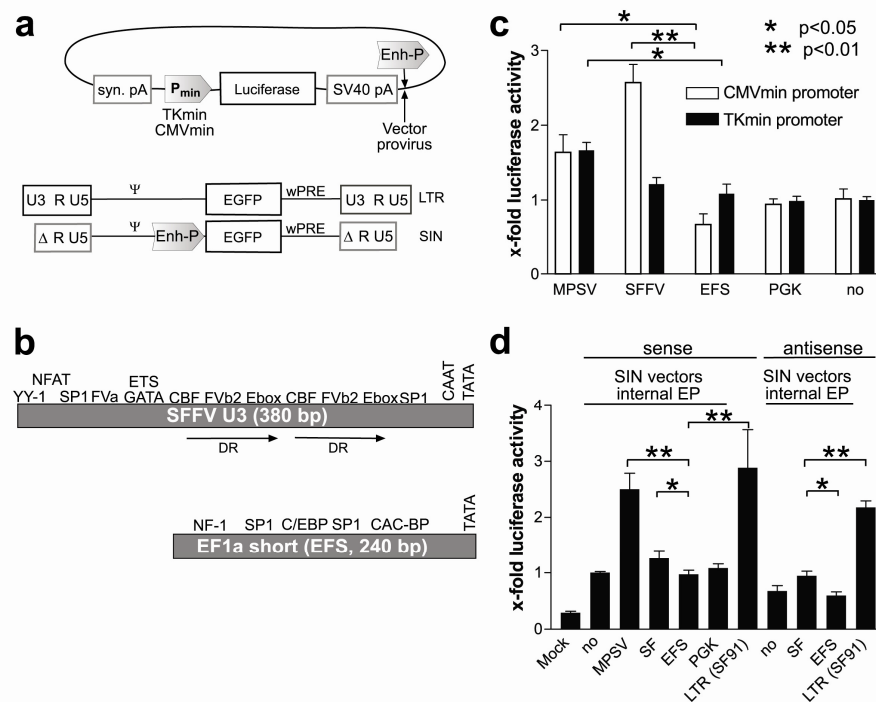 a
Enh-P
syn. pA
Pmin
Luciferase
SV40 pA
TKmin
CMVmin
Vector
provirus
Ψ
wPRE
U3 R U5
EGFP
U3 R U5
LTR
Ψ
wPRE
Δ R U5
Enh-P
EGFP
Δ R U5
SIN
b
NFAT
ETS
CAAT
TATA
YY-1
SP1
FVa
GATA
CBF
FVb2
Ebox
CBF
FVb2
Ebox
SP1
SFFV U3 (380 bp)
DR
DR
NF-1
SP1
C/EBP
SP1
CAC-BP
TATA
EF1a short (EFS, 240 bp)
c
* p<0.05
** p<0.01
*
**
*
x-fold luciferase activity
3
2
1
0
CMVmin promoter
TKmin promoter
MPSV
SFFV
EFS
PGK
no
d
sense
antisense
SIN vectors
internal EP
SIN vectors
internal EP
x-fold luciferase activity
4
3
2
1
0
**
**
*
**
*
Mock
no
MPSV
SF
EFS
PGK
LTR (SF91)
no
SF
EFS
LTR (SF91)